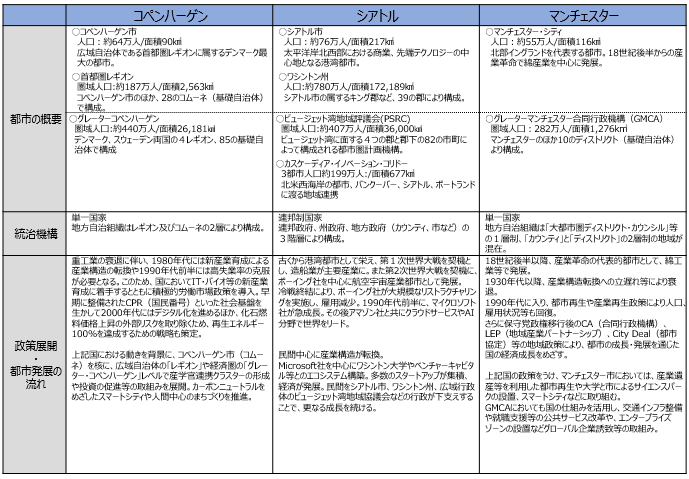 コペンハーゲン
シアトル
マンチェスター
都市の概要
○コペンハーゲン市
人口：約64万人/面積90㎢
広域自治体である首都圏レギオンに属するデンマーク最
大の都市。
○首都圏レギオン
圏域人口:約187万人/面積2,563㎢
コペンハーゲン市のほか、28のコムーネ（基礎自治体）
で構成。
○グレーターコペンハーゲン
圏域人口：約440万人/面積26,181㎢
デンマーク、スウェーデン両国の４レギオン、85の基礎自
治体で構成
○シアトル市
人口：約76万人/面積217㎢
太平洋岸北西部における商業、先端テクノロジーの中
心地となる港湾都市。
○ワシントン州
人口：約780万人/172,189㎢
シアトル市の属するキング郡など、39の郡により構成。
○ピュージェット湾地域評議会(PSRC)
圏域人口：約407万人/面積36,000㎢
ピュージョン湾に面する４つの郡と郡下の82の市町に
よって構成される都市圏計画機構。
○カスケーディア・イノベーション・コリドー
3都市人口約199万人:/面積677㎢
北米西海岸の都市、バンクーバー、シアトル、ポートランド
に渡る地域連携
○マンチェスター・シティ
人口：約55万人/面積116㎢
北部イングランドを代表する都市。18世紀後半からの産
業革命で綿産業を中心に発展。
○グレーターマンチェスター合同行政機構（GMCA）
圏域人口：282万人/面積1,276㎢
マンチェスターのほか10のディストリクト（基礎自治体）
より構成。
統治機構
単一国家
地方自治組織はレギオン及びコムーネの2層により構成。
連邦制国家
連邦政府、州政府、地方政府（カウンティ、市など）の
３階層により構成。
単一国家
地方自治組織は「大都市圏ディストリクト・カウンシル」等
の１層制、「カウンティ」と「ディストリクト」の2層制の地域が
混在。
政策展開
・
都市発展の
流れ
重工業の衰退に伴い、1980年代には新産業育成による
産業構造の転換や1990年代前半には高失業率の克服
が必要となる。このため、国においてIT・バイオ等の新産業
育成に着手するとともに積極的労働市場政策を導入。早
期に整備されたCPR（国民番号）といった社会基盤を
生かして2000年代にはデジタル化を進めるほか、化石燃
料価格上昇の外部リスクを取り除くため、再生エネルギー
100％を達成するための戦略も策定。
上記国における動きを背景に、コペンハーゲン市（コムー
ネ）を核に、広域自治体の「レギオン」や経済圏の「グレー
ター・コペンハーゲン」レベルで産学官連携クラスターの形成
や投資の促進等の取組みを展開。カーボンニュートラルを
めざしたスマートシティや人間中心のまちづくりを推進。
古くから港湾都市として栄え、第１次世界大戦を契機と
し、造船業が主要産業に。また第2次世界大戦を契機に、
ボーイング社を中心に航空宇宙産業都市として発展。
冷戦終結により、ボーイング社が大規模なリストラクチャリ
ングを実施し、雇用減少。1990年代前半に、マイクロソフト
社が急成長。その後アマゾン社と共にクラウドサービスやAI
分野で世界をリード。
民間中心に産業構造が転換。
Microsoft社を中心にワシントン大学やベンチャーキャピタ
ル等とのエコシステム構築。多数のスタートアップが集積、
経済が発展。民間をシアトル市、ワシントン州、広域行政
体のピュージェット湾地域協議会などの行政が下支えする
ことで、更なる成長を続ける。
18世紀後半以降、産業革命の代表的都市として、綿工
業等で発展。
1930年代以降、産業構造転換への立遅れ等により衰
退。
1990年代に入り、都市再生や産業再生政策により人口、
雇用状況等も回復。
さらに保守党政権移行後のCA（合同行政機構）、
LEP（地域産業パートナーシップ）、City Deal（都市
協定）等の地域政策により、都市の成長・発展を通じた
国の経済成長をめざす。
上記国の政策をうけ、マンチェスター市においては、産業遺
産等を利用した都市再生や大学と市によるサイエンスパー
クの設置、スマートシティなどに取り組む。
GMCAにおいても国の仕組みを活用し、交通インフラ整備
や就職支援等の公共サービス改革や、エンタープライズ
ゾーンの設置などグローバル企業誘致等の取組み。